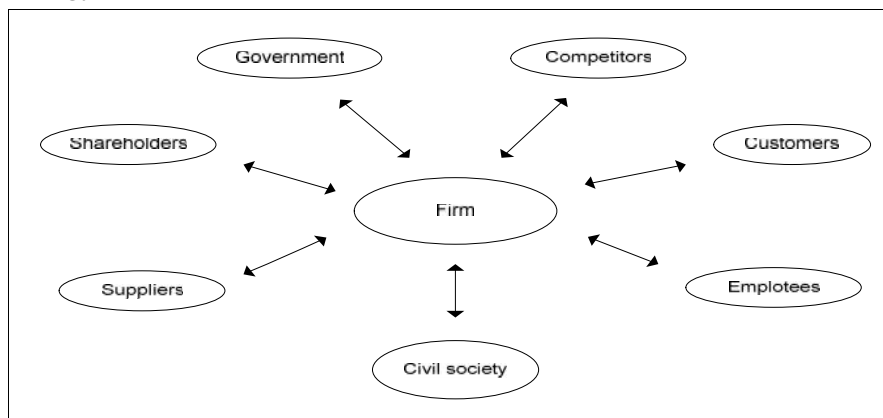 Government
Competitors
Shareholders
Customers
Firm
Suppliers
Emplotees
Civil society